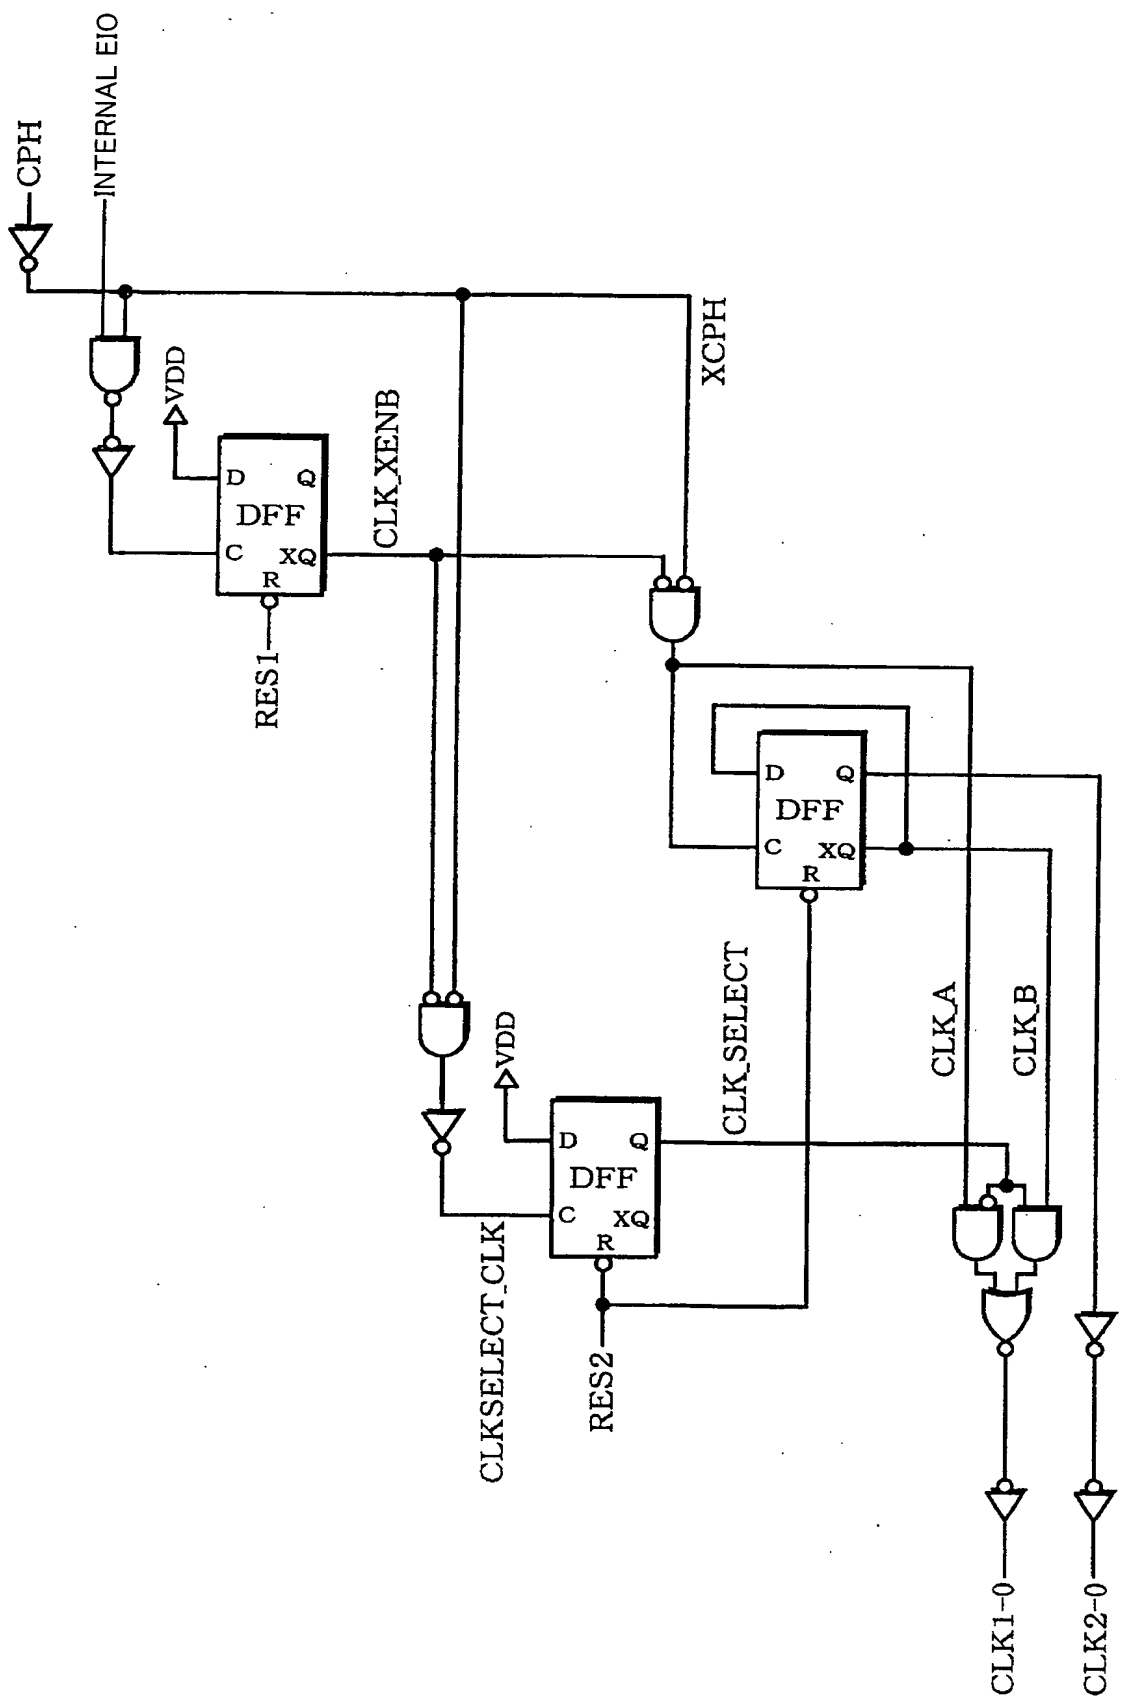 CPH
INTERNAL EIO
VDD
D
Q
DFF
C
XQ
R
RES1
CLK_XENB
XCPH
D
Q
DFF
C
XQ
R
CLK_SELECT
CLK_A
CLK_B
VDD
D
Q
DFF
C
XQ
R
CLKSELECT_CLK
RES2
CLK1-0
CLK2-0